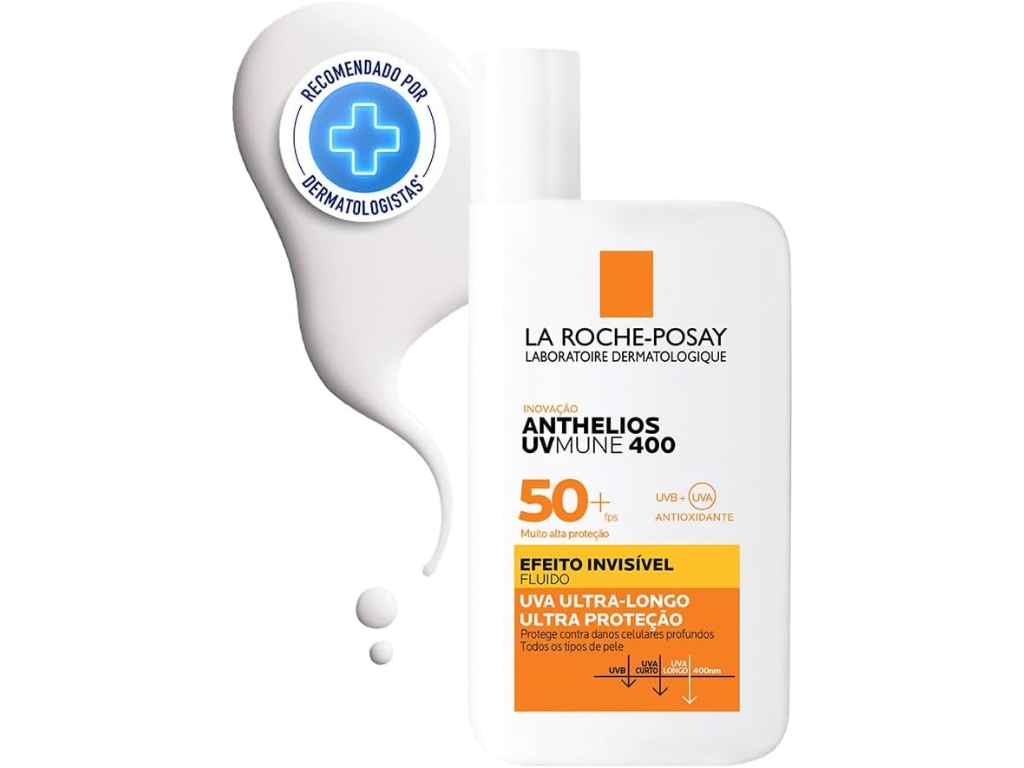 RECOMENDADO POR
DERMATOLOGISTAS*
LA ROCHE-POSAY
LABORATOIRE DERMATOLOGIQUE
INOVAÇÃO
ANTHELIOS
UVMUNE 400
50+
fps
UVB + UVA
ANTIOXIDANTE
Muito alta proteção
EFEITO INVISÍVEL
FLUIDO
UVA ULTRA-LONGO
ULTRA PROTEÇÃO
Protege contra danos celulares profundos
Todos os tipos de pele
UVB
UVA CURTO
UVA LONGO
400nm